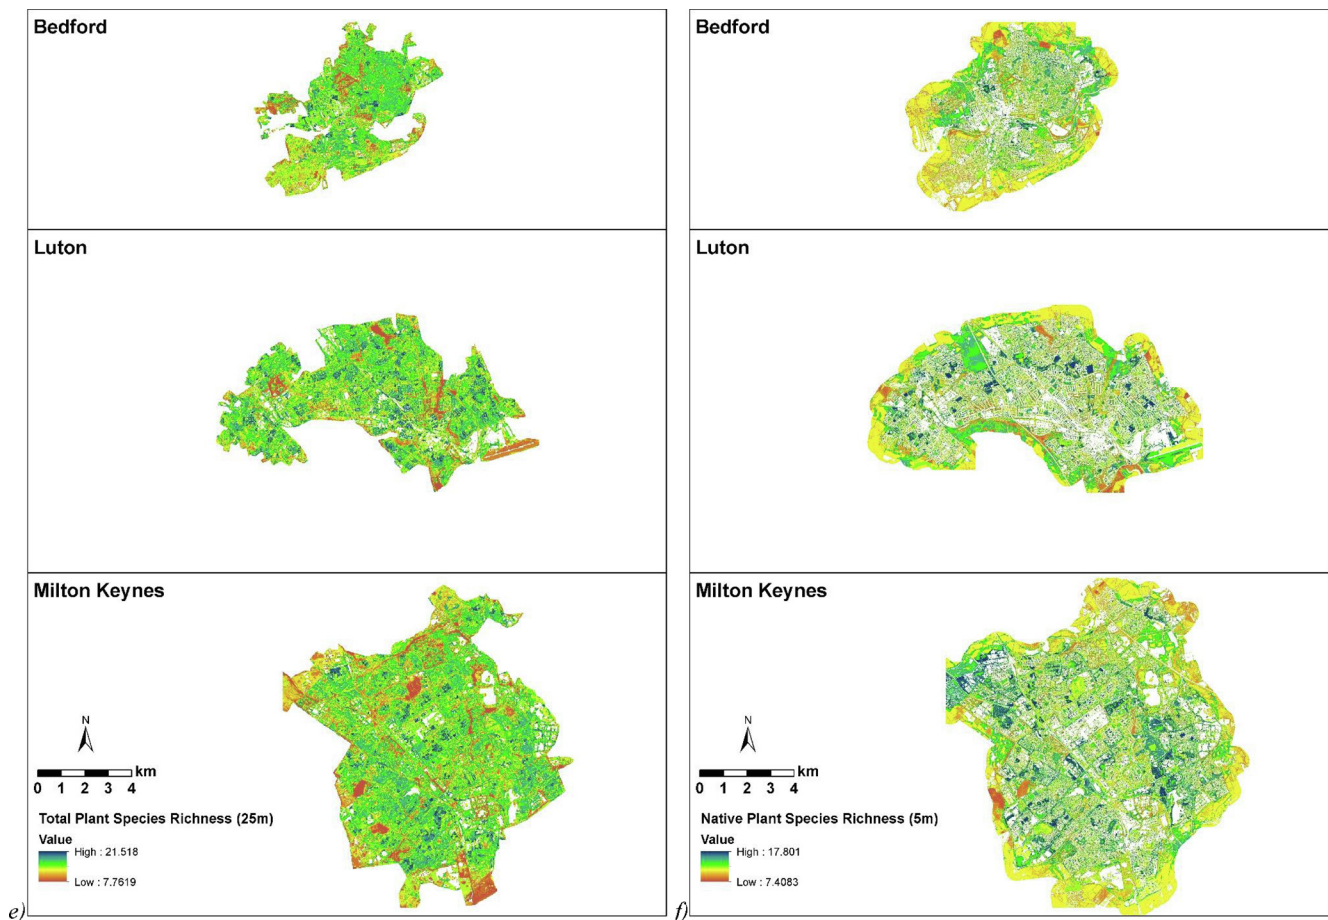 Bedford
Luton
Milton Keynes
N
km
0 1 2 3 4
Total Plant Species Richness (25m)
Value
High : 21.518
Low : 7.7619
e)
Bedford
Luton
Milton Keynes
N
km
0 1 2 3 4
Native Plant Species Richness (5m)
Value
High : 17.801
Low : 7.4083
f)